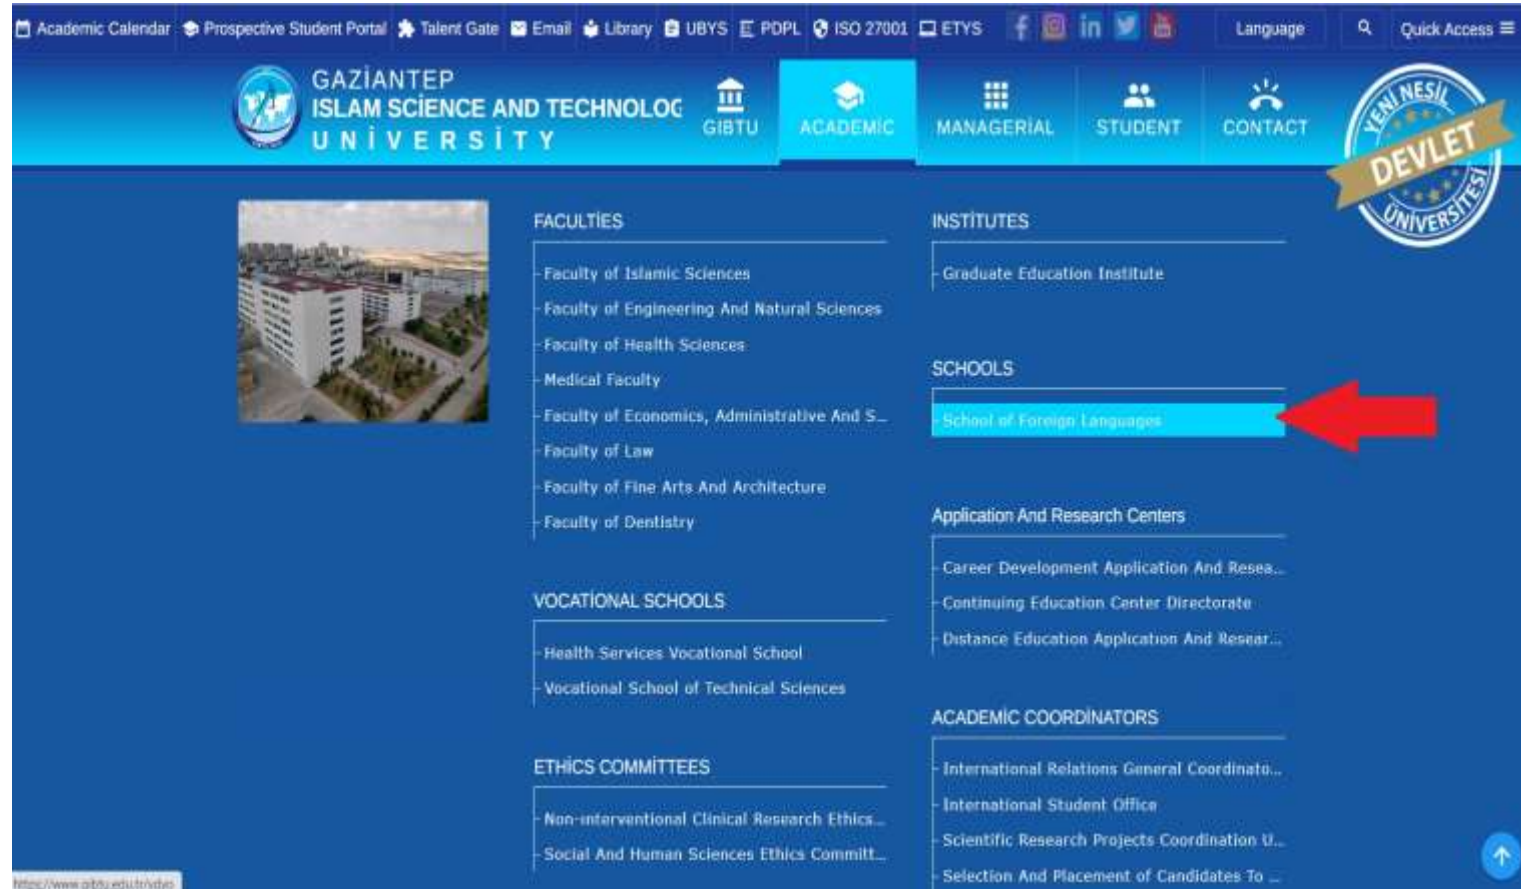 Academic Calendar Prospective Student Portal Talent Gate Email Library UBYS PDPL ISO 27001 ETYS Language Quick Access
GAZİANTEP
ISLAM SCİENCE AND TECHNOLOG
UNİVERSİTY
GIBTU ACADEMİC MANAGERİAL STUDENT CONTACT
YENİ NESİL
DEVLET
ÜNİVERSİTESİ
FACULTİES
Faculty of Islamic Sciences
Faculty of Engineering And Natural Sciences
Faculty of Health Sciences
Medical Faculty
Faculty of Economics, Administrative And S...
Faculty of Law
Faculty of Fine Arts And Architecture
Faculty of Dentistry
VOCATİONAL SCHOOLS
Health Services Vocational School
Vocational School of Technical Sciences
ETHİCS COMMİTTEES
Non-interventional Clinical Research Ethics...
Social And Human Sciences Ethics Committ...
INSTİTUTES
Graduate Education Institute
SCHOOLS
School of Foreign Languages
Application And Research Centers
Career Development Application And Resea...
Continuing Education Center Directorate
Distance Education Application And Resear...
ACADEMİC COORDİNATORS
International Relations General Coordinato...
International Student Office
Scientific Research Projects Coordination U...
Selection And Placement of Candidates To ...
https://www.gibtu.edu.tr/ydyo